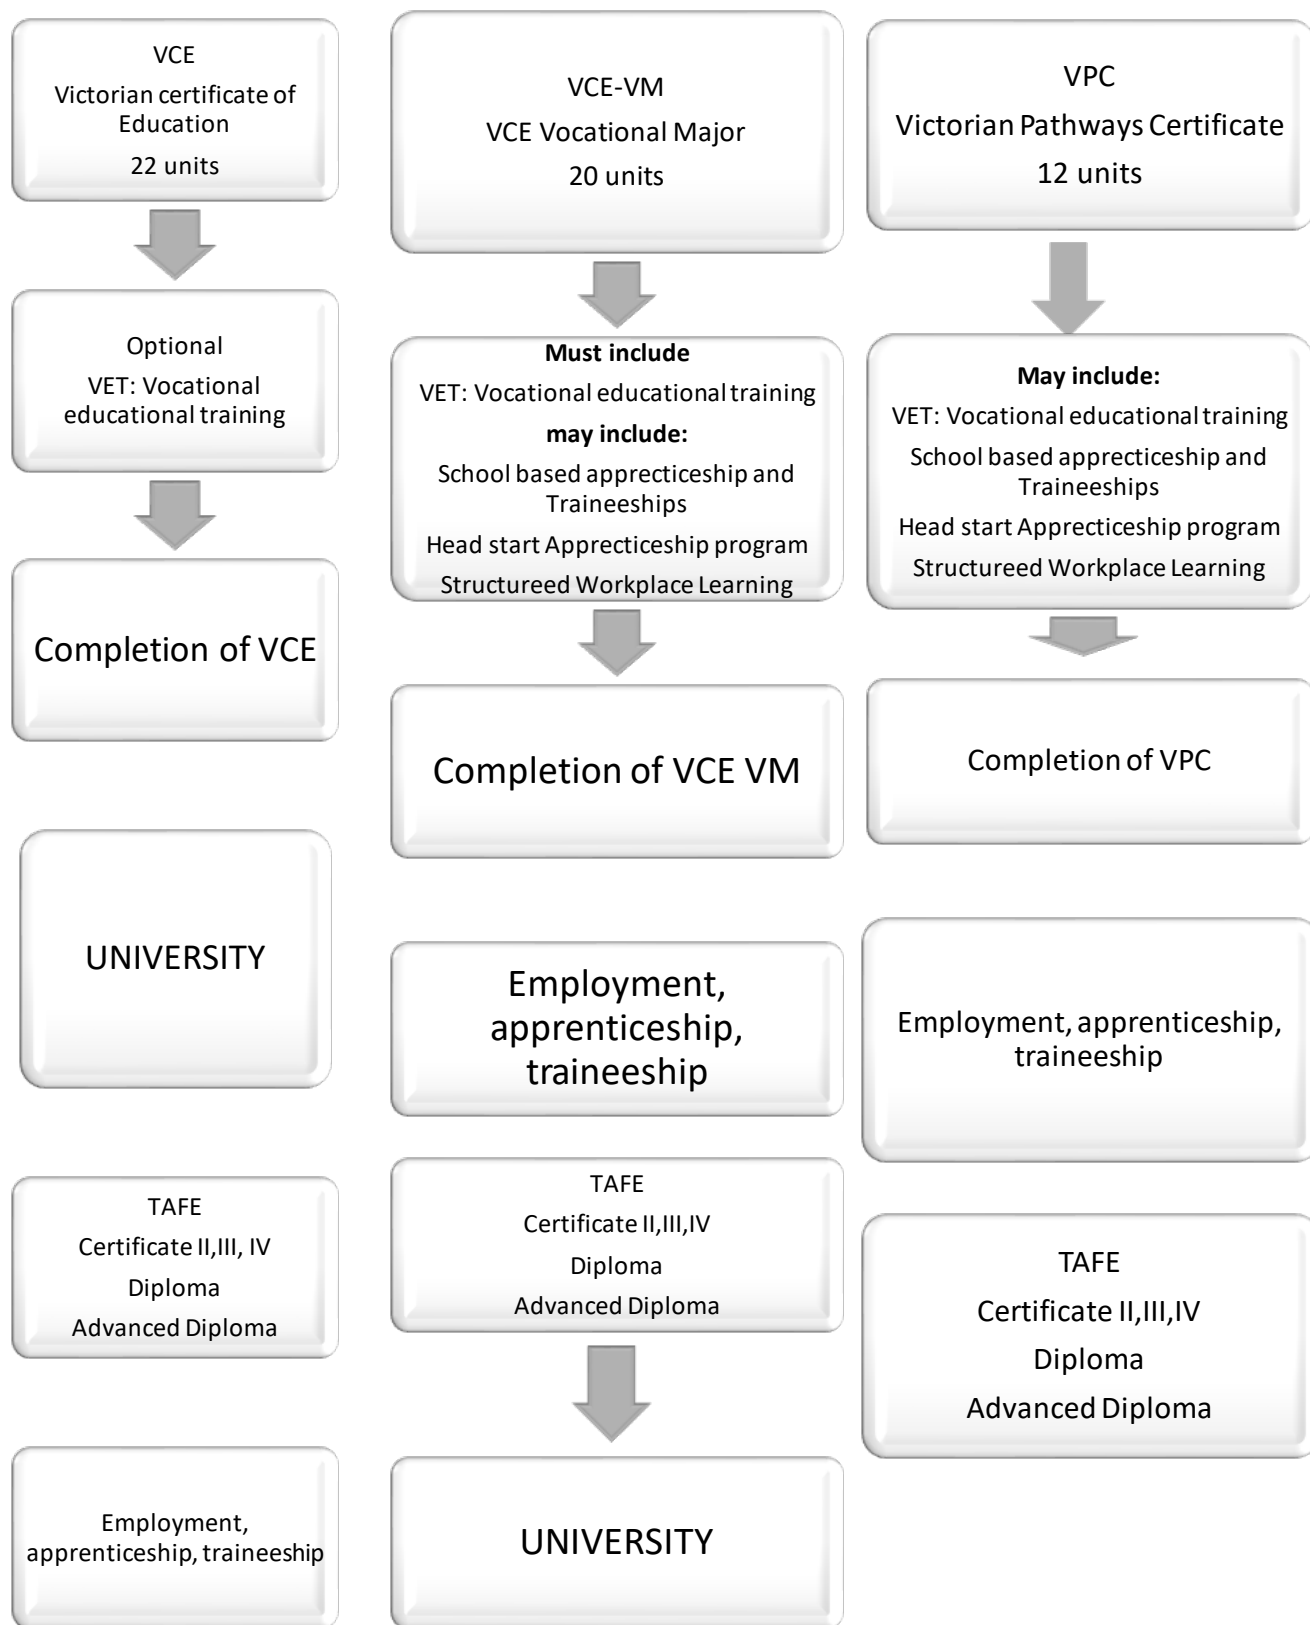 VCE
Victorian certificate of
Education
22 units
Optional
VET: Vocational
educational training
Completion of VCE
UNIVERSITY
TAFE
Certificate II,III, IV
Diploma
Advanced Diploma
Employment,
apprenticeship, traineeship
VCE-VM
VCE Vocational Major
20 units
Must include
VET: Vocational educational training
may include:
School based apprecticeship and
Traineeships
Head start Apprecticeship program
Structureed Workplace Learning
Completion of VCE VM
Employment,
apprenticeship,
traineeship
TAFE
Certificate II,III,IV
Diploma
Advanced Diploma
UNIVERSITY
VPC
Victorian Pathways Certificate
12 units
May include:
VET: Vocational educational training
School based apprecticeship and
Traineeships
Head start Apprecticeship program
Structureed Workplace Learning
Completion of VPC
Employment, apprenticeship,
traineeship
TAFE
Certificate II,III,IV
Diploma
Advanced Diploma